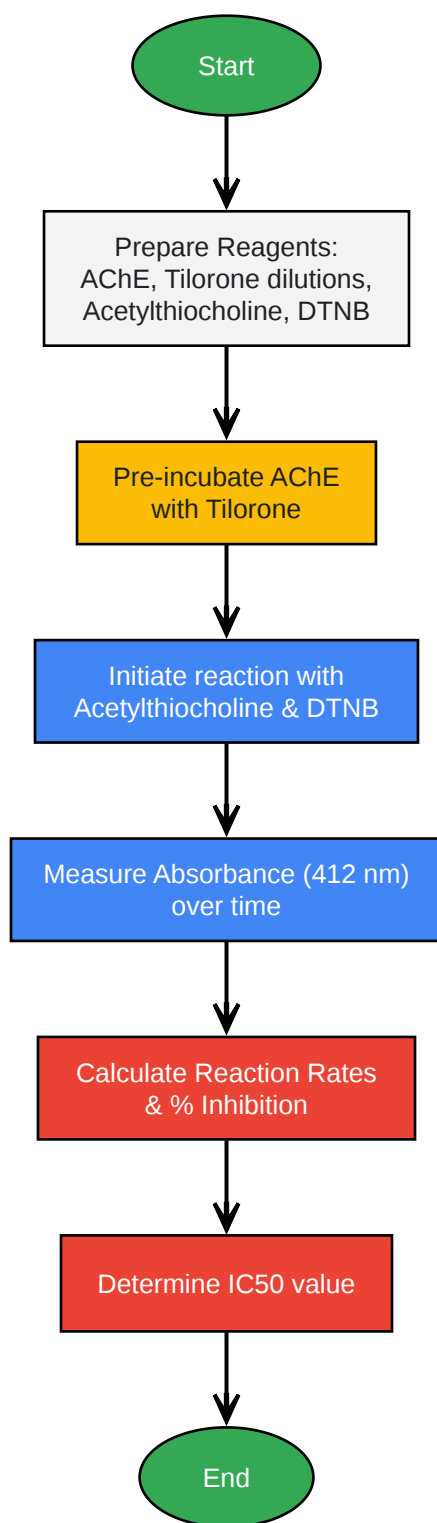 Start
Prepare Reagents:
AChE, Tilorone dilutions,
Acetylthiocholine, DTNB
Pre-incubate AChE
with Tilorone
Initiate reaction with
Acetylthiocholine & DTNB
Measure Absorbance (412 nm)
over time
Calculate Reaction Rates
& % Inhibition
Determine IC50 value
End